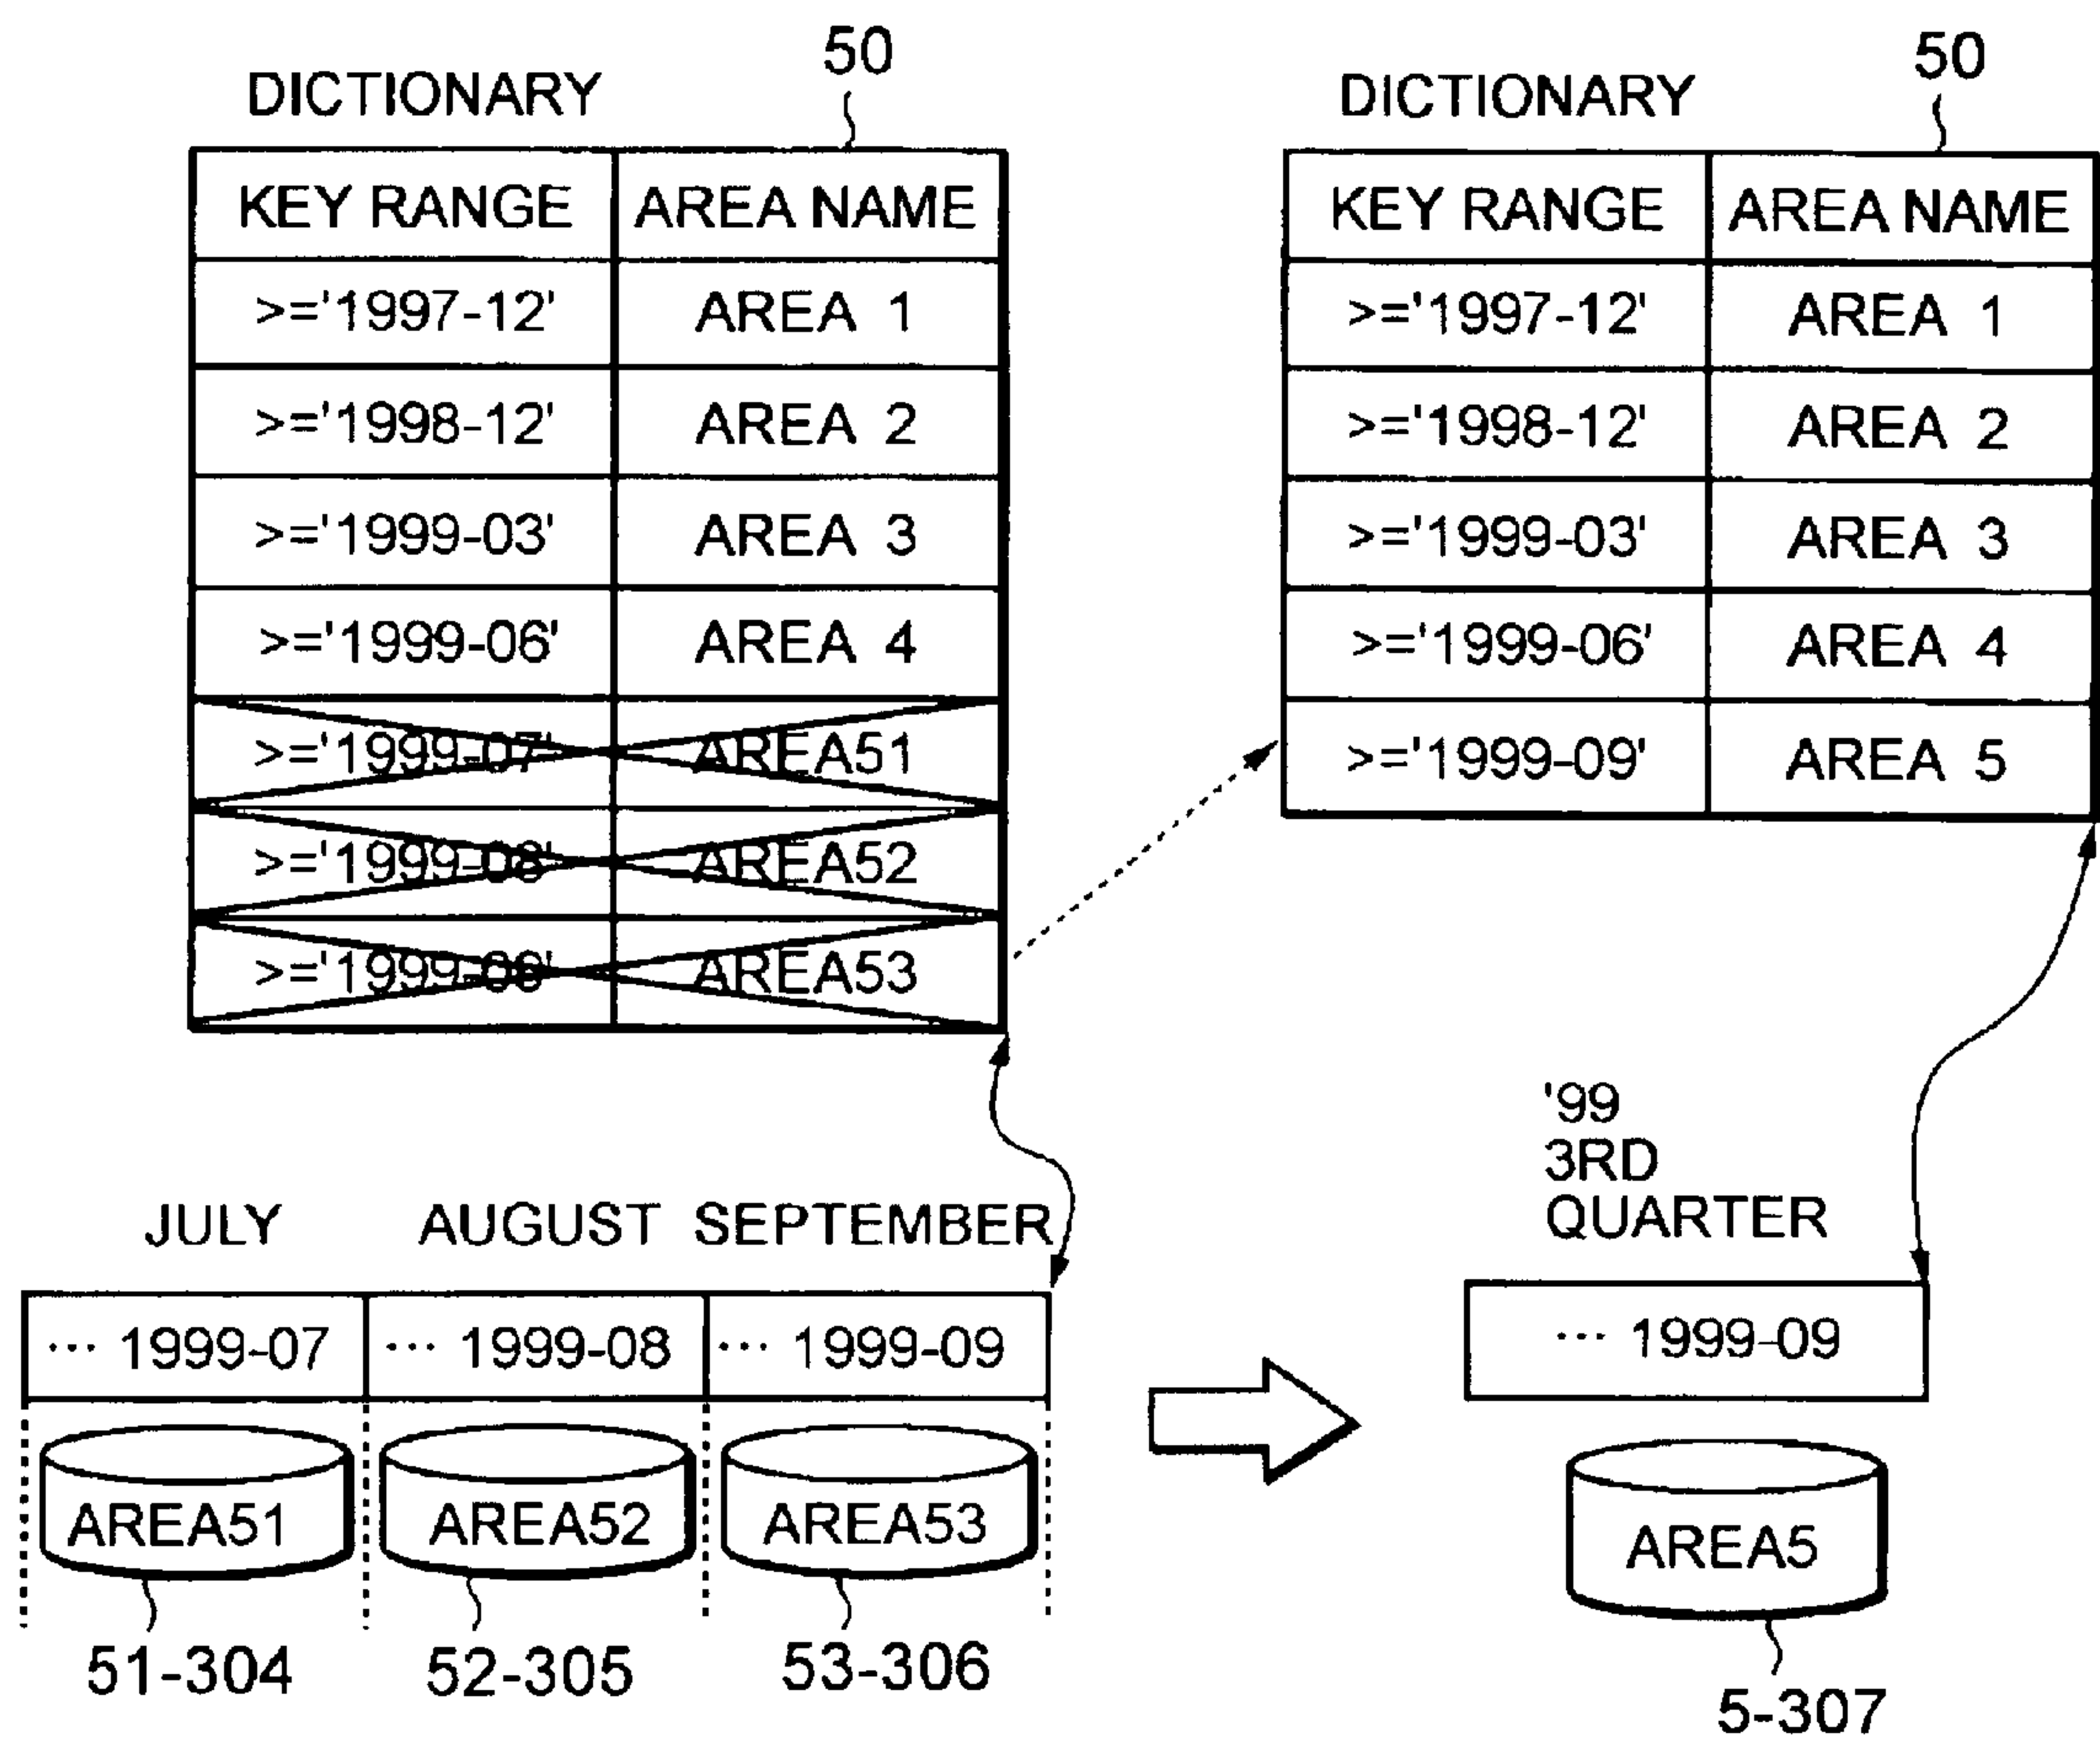 50
DICTIONARY
KEY RANGE AREA NAME
>='1997-12' AREA 1
>='1998-12' AREA 2
>='1999-03' AREA 3
>='1999-06' AREA 4
>='1999-07' AREA51
>='1999-08' AREA52
AREA53
50
DICTIONARY
KEY RANGE AREA NAME
>='1997-12' AREA 1
>='1998-12' AREA 2
>='1999-03' AREA 3
>='1999-06' AREA 4
>='1999-09' AREA 5
JULY AUGUST SEPTEMBER
... 1999-07 ... 1999-08 ... 1999-09
AREA51 AREA52 AREA53
51-304 52-305 53-306
'99
3RD
QUARTER
... 1999-09
AREA5
5-307